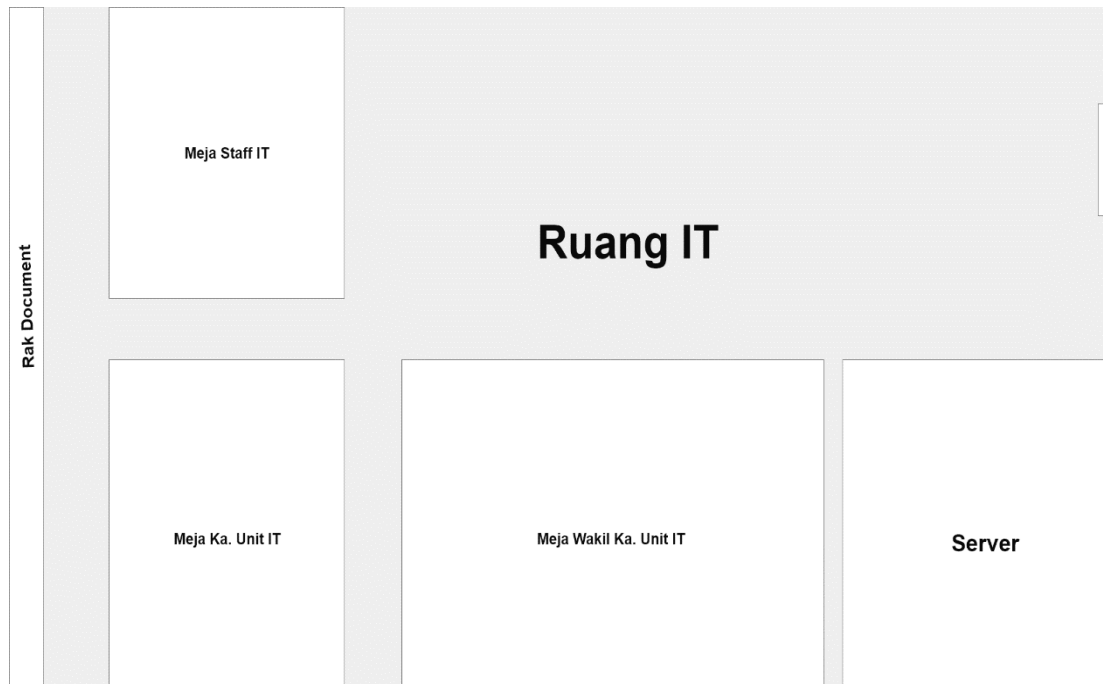 Meja Staff IT
Ruang IT
Rak Document
Meja Ka. Unit IT
Meja Wakil Ka. Unit IT
Server